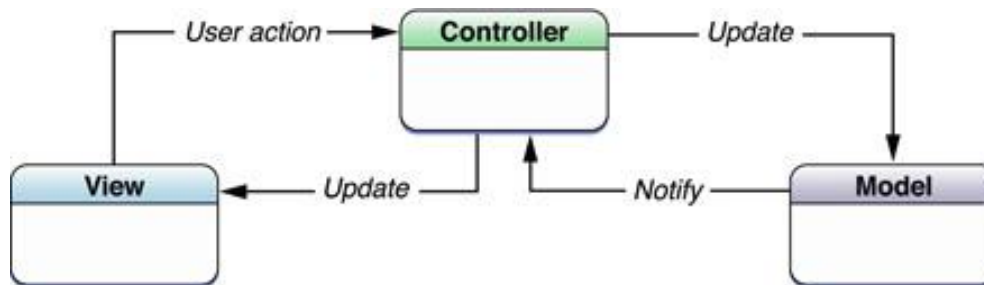 User action
Controller
Update
View
Update
Notify
Model